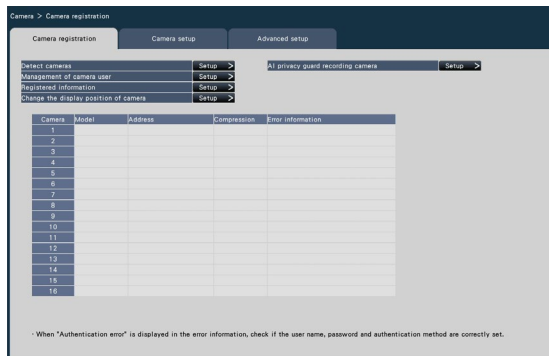 Camera > Camera registration
Camera registration
Camera setup
Advanced setup
Detect cameras Setup >
AI privacy guard recording camera Setup >
Management of camera user Setup >
Registered information Setup >
Change the display position of camera Setup >
Camera Model Address Compression Error information
1
2
3
4
5
6
7
8
9
10
11
12
13
14
15
16
· When "Authentication error" is displayed in the error information, check if the user name, password and authentication method are correctly set.